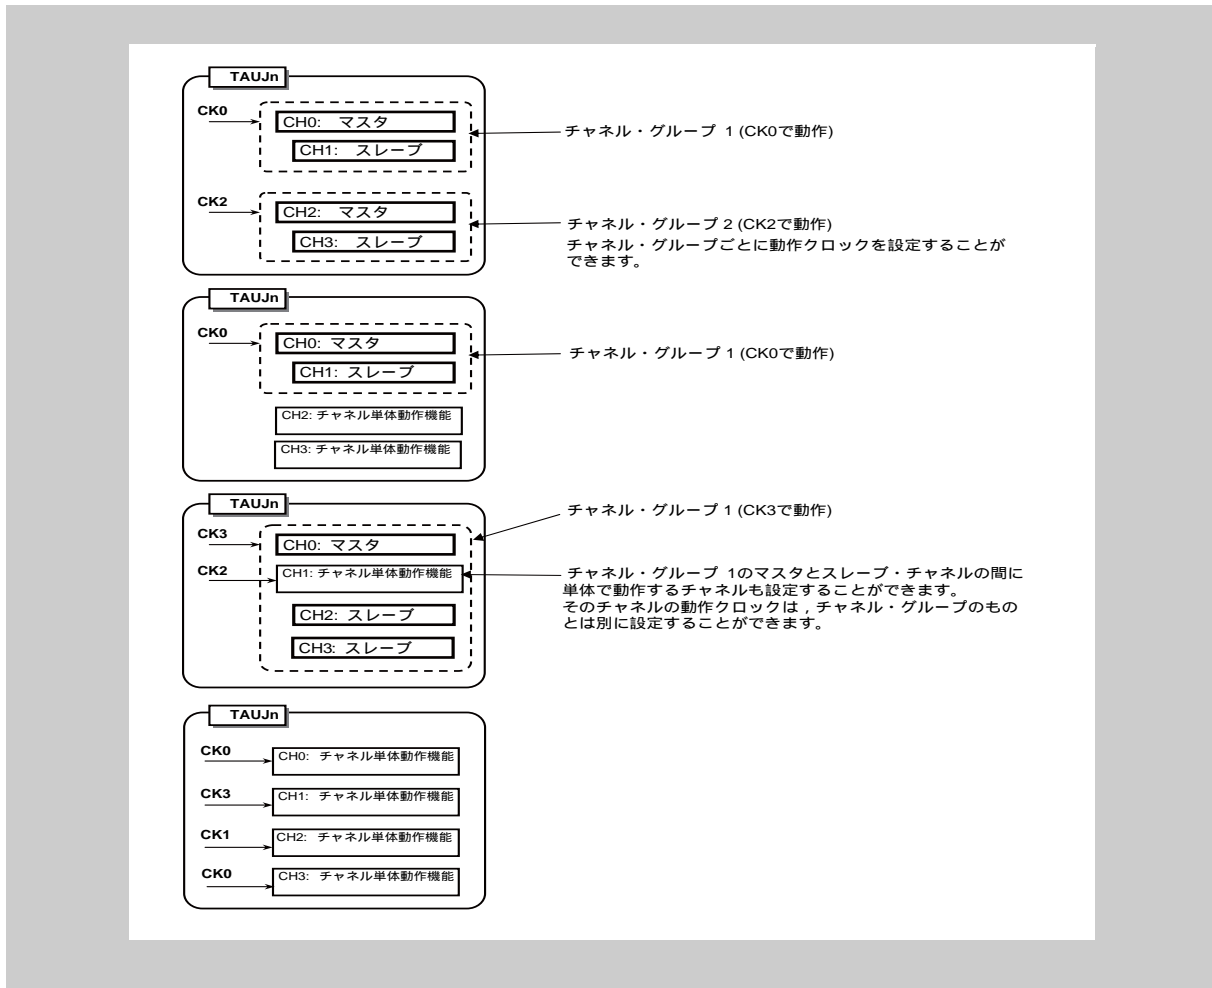 TAUJn
CK0
CH0: マスタ
CH1: スレーブ
チャネル・グループ 1 (CK0で動作)
CK2
CH2: マスタ
CH3: スレーブ
チャネル・グループ 2 (CK2で動作)
チャネル・グループごとに動作クロックを設定することが
できます。
TAUJn
CK0
CH0: マスタ
CH1: スレーブ
チャネル・グループ 1 (CK0で動作)
CH2: チャネル単体動作機能
CH3: チャネル単体動作機能
TAUJn
CK3
CH0: マスタ
チャネル・グループ 1 (CK3で動作)
CK2
CH1: チャネル単体動作機能
チャネル・グループ 1のマスタとスレーブ・チャネルの間に
単体で動作するチャネルも設定することができます。
そのチャネルの動作クロックは，チャネル・グループのもの
とは別に設定することができます。
CH2: スレーブ
CH3: スレーブ
TAUJn
CK0
CH0: チャネル単体動作機能
CK3
CH1: チャネル単体動作機能
CK1
CH2: チャネル単体動作機能
CK0
CH3: チャネル単体動作機能